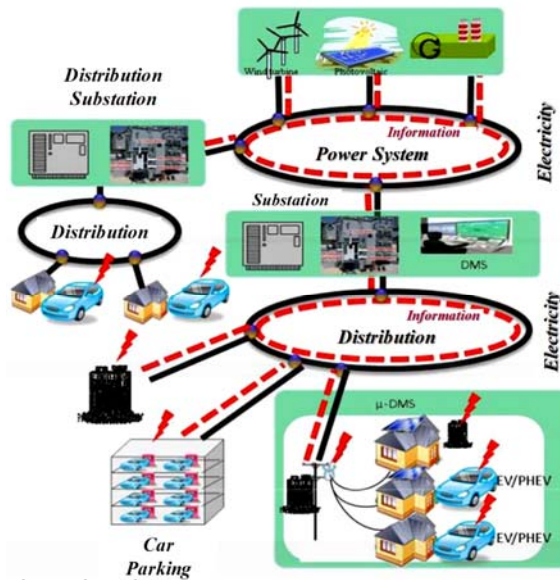 Wind turbine
Photovoltaic
G
Distribution
Substation
Information
Power System
Electricity
Substation
Distribution
DMS
Information
Distribution
Electricity
μ-DMS
EV/PHEV
EV/PHEV
Car
Parking